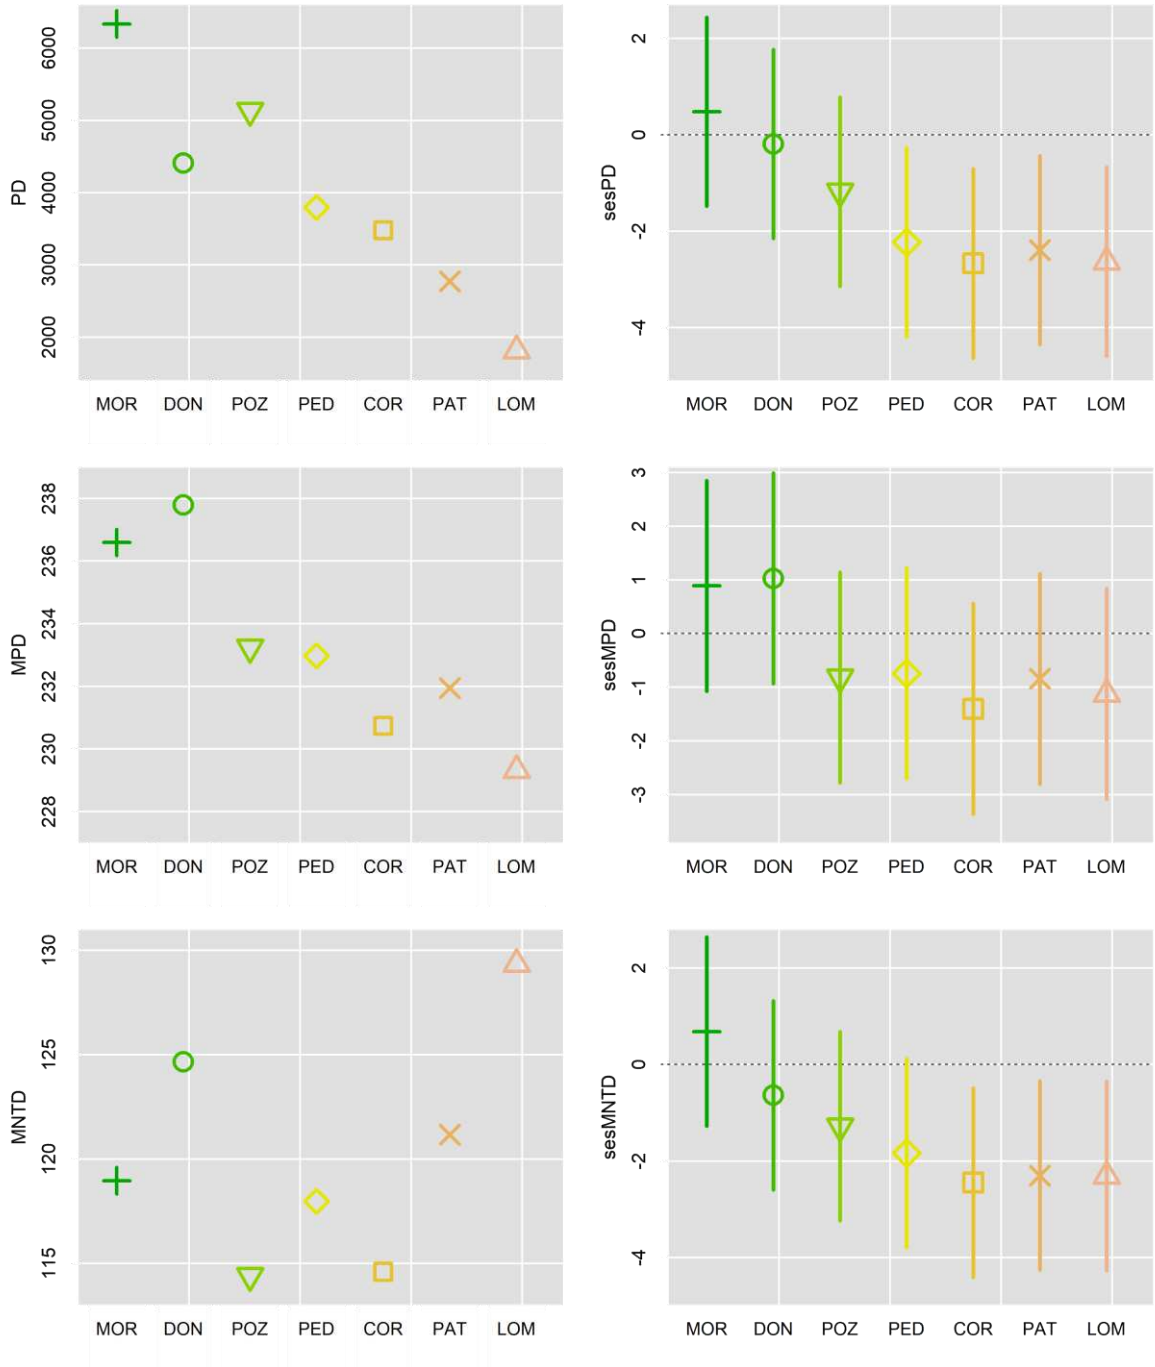 PD
6000
5000
4000
3000
2000
MOR DON POZ PED COR PAT LOM
sesPD
2
0
-2
-4
MOR DON POZ PED COR PAT LOM
MPD
238
236
234
232
230
228
MOR DON POZ PED COR PAT LOM
sesMPD
3
2
1
0
-1
-2
-3
MOR DON POZ PED COR PAT LOM
MNTD
130
125
120
115
MOR DON POZ PED COR PAT LOM
sesMNTD
2
0
-2
-4
MOR DON POZ PED COR PAT LOM